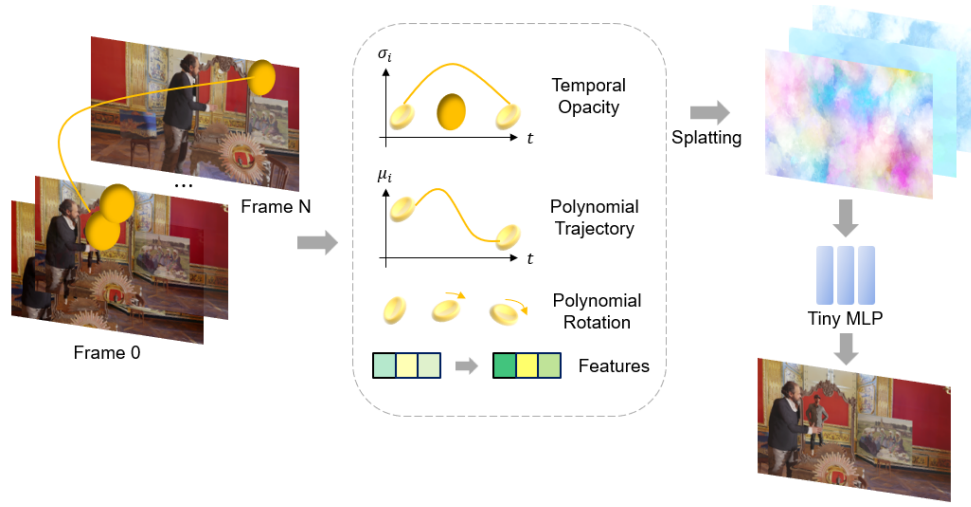 ...
Frame N
Frame 0
σᵢ
t
Temporal
Opacity
μᵢ
t
Polynomial
Trajectory
Polynomial
Rotation
Features
Splatting
Tiny MLP